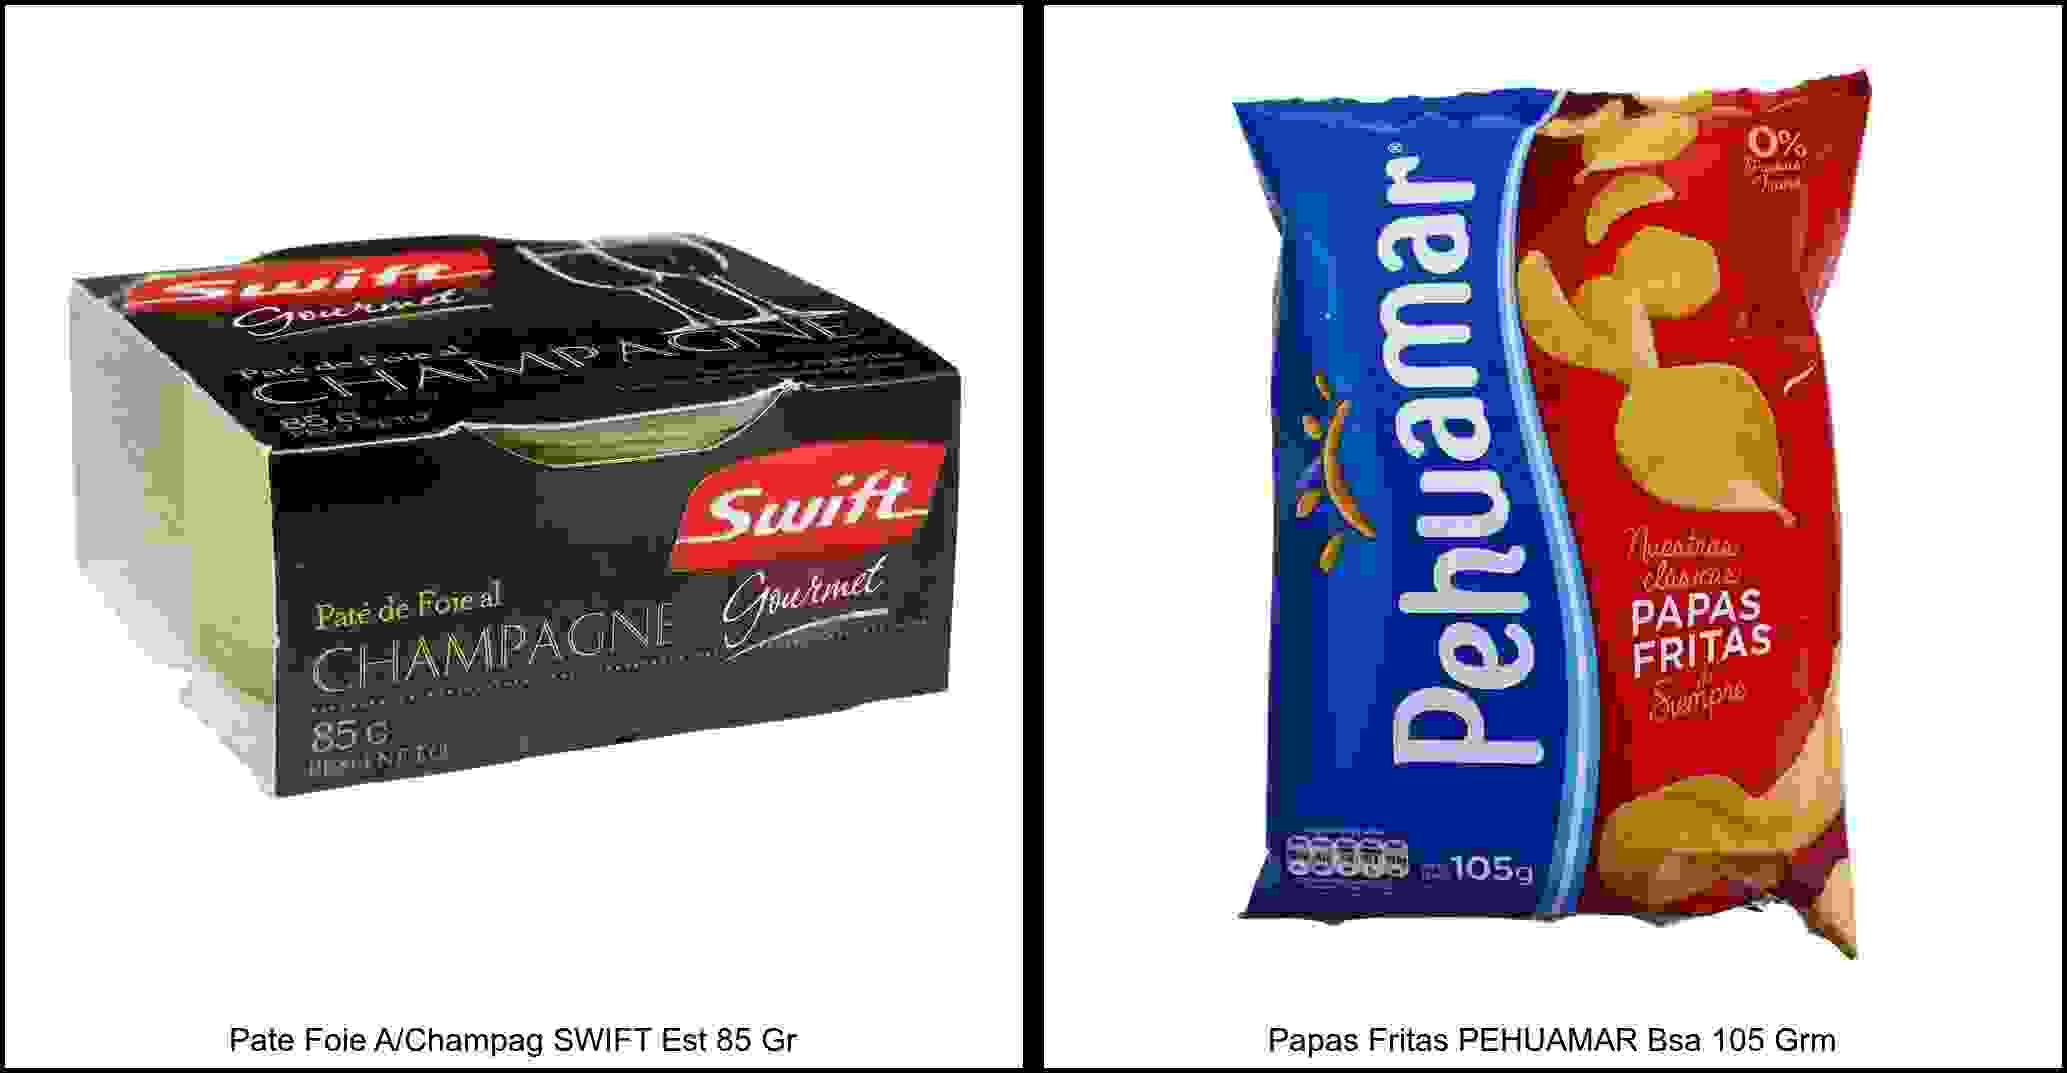 Swift
Gourmet
Paté de Foie al
CHAMPAGNE
85 G
Swift
Gourmet
Paté de Foie al
CHAMPAGNE
85 G
PESO NETO
Pate Foie A/Champag SWIFT Est 85 Gr
Pehuamar®
0%
Nuestras
clásicas
PAPAS
FRITAS
de
Siempre
105g
Papas Fritas PEHUAMAR Bsa 105 Grm